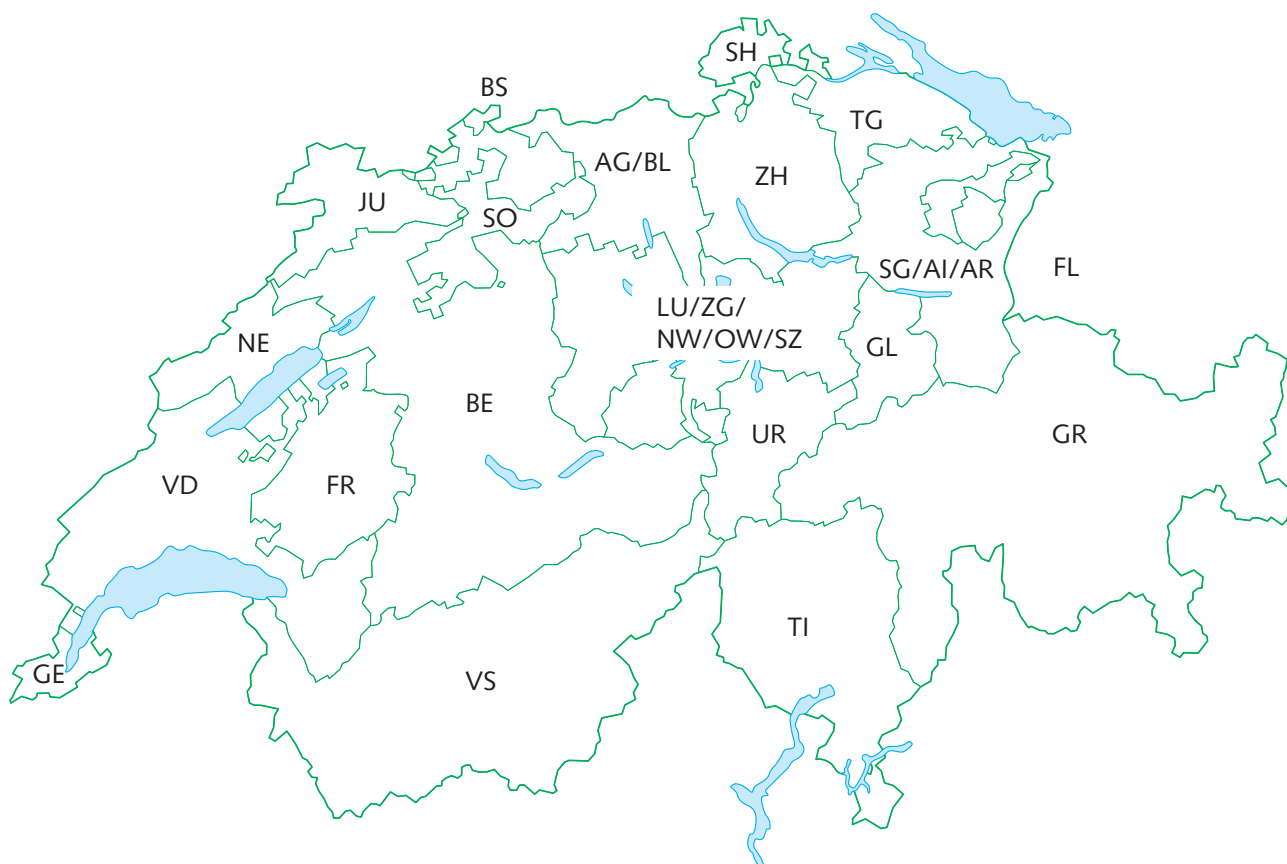 SH
BS
TG
AG/BL
ZH
JU
SO
SG/AI/AR
FL
LU/ZG/
NW/OW/SZ
NE
GL
BE
UR
GR
VD
FR
TI
GE
VS